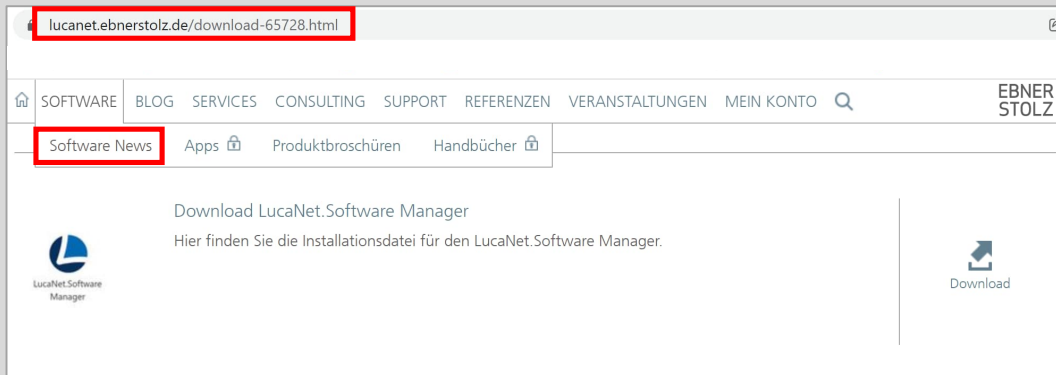 lucanet.ebnerstolz.de/download-65728.html
SOFTWARE BLOG SERVICES CONSULTING SUPPORT REFERENZEN VERANSTALTUNGEN MEIN KONTO
EBNER
STOLZ
Software News Apps Produktbroschüren Handbücher
Download LucaNet.Software Manager
Hier finden Sie die Installationsdatei für den LucaNet.Software Manager.
LucaNet.Software
Manager
Download